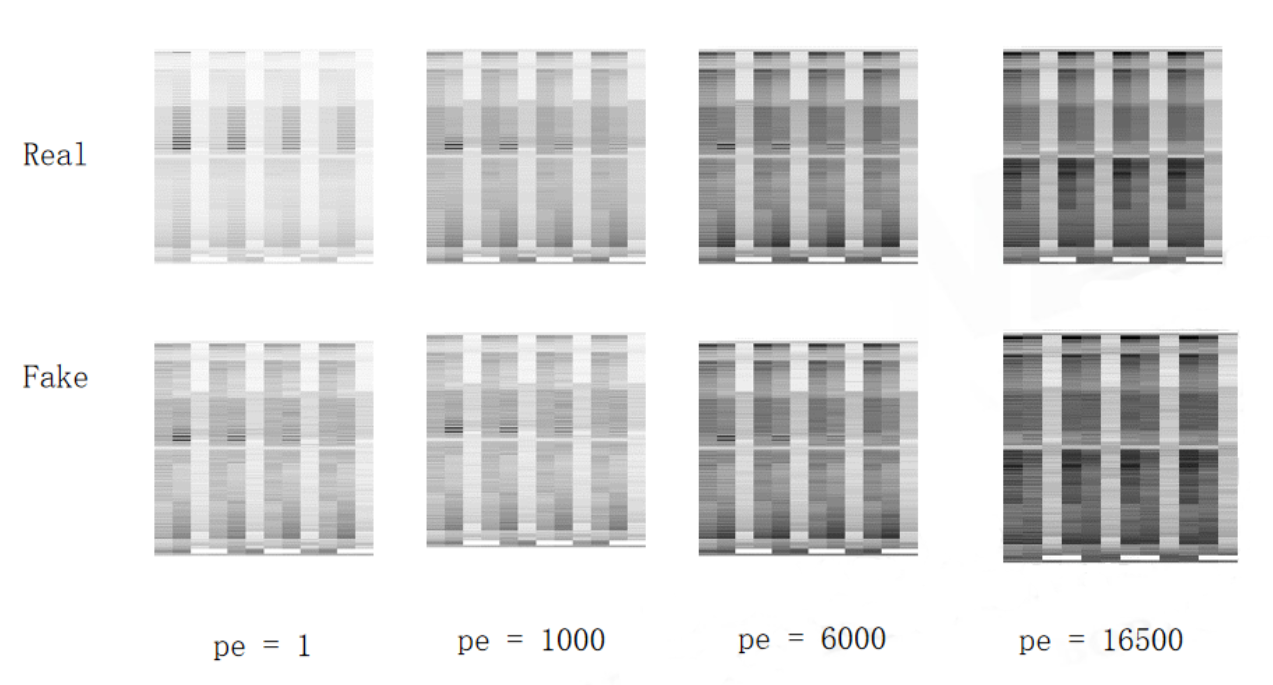 Real
Fake
pe = 1
pe = 1000
pe = 6000
pe = 16500